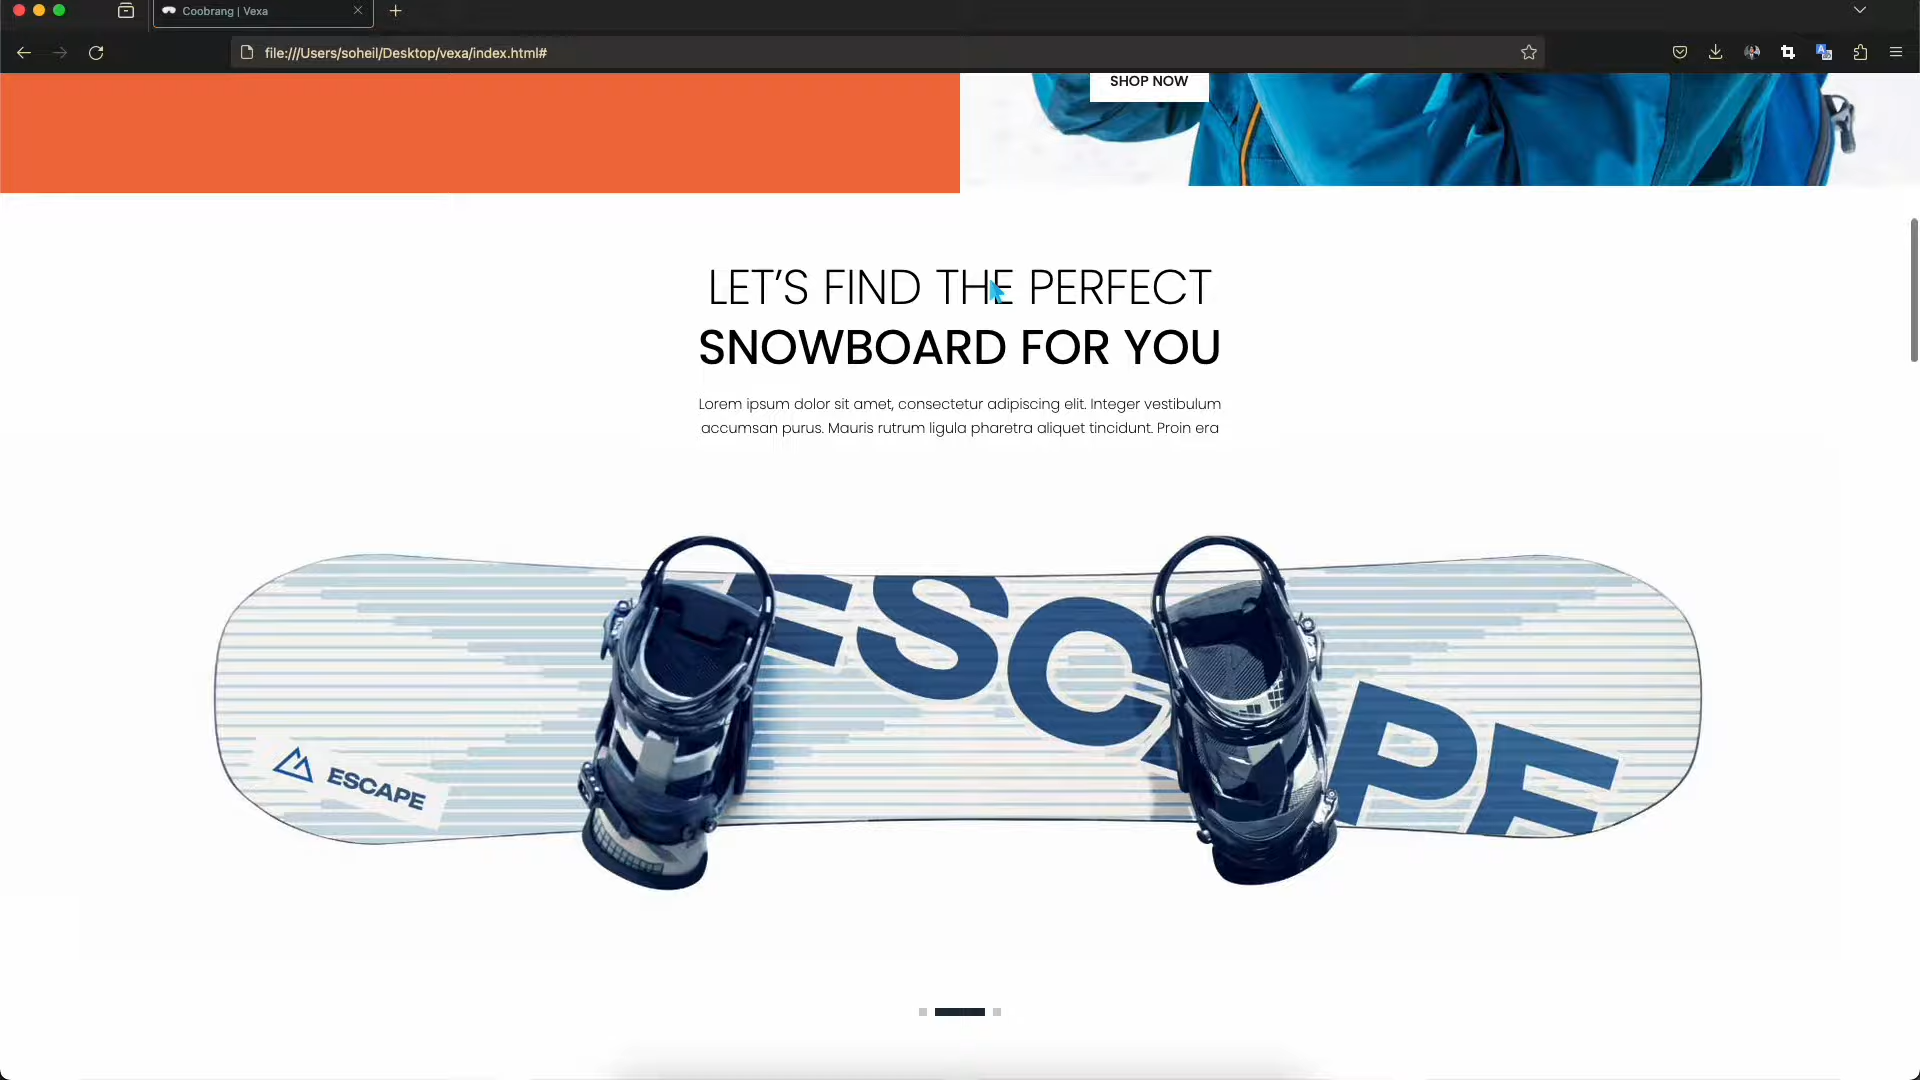 Coobrang | Vexa
file:///Users/soheil/Desktop/vexa/index.html#
SHOP NOW
LET’S FIND THE PERFECT
SNOWBOARD FOR YOU
Lorem ipsum dolor sit amet, consectetur adipiscing elit. Integer vestibulum
accumsan purus. Mauris rutrum ligula pharetra aliquet tincidunt. Proin era
ESCAPE
ESCAPE